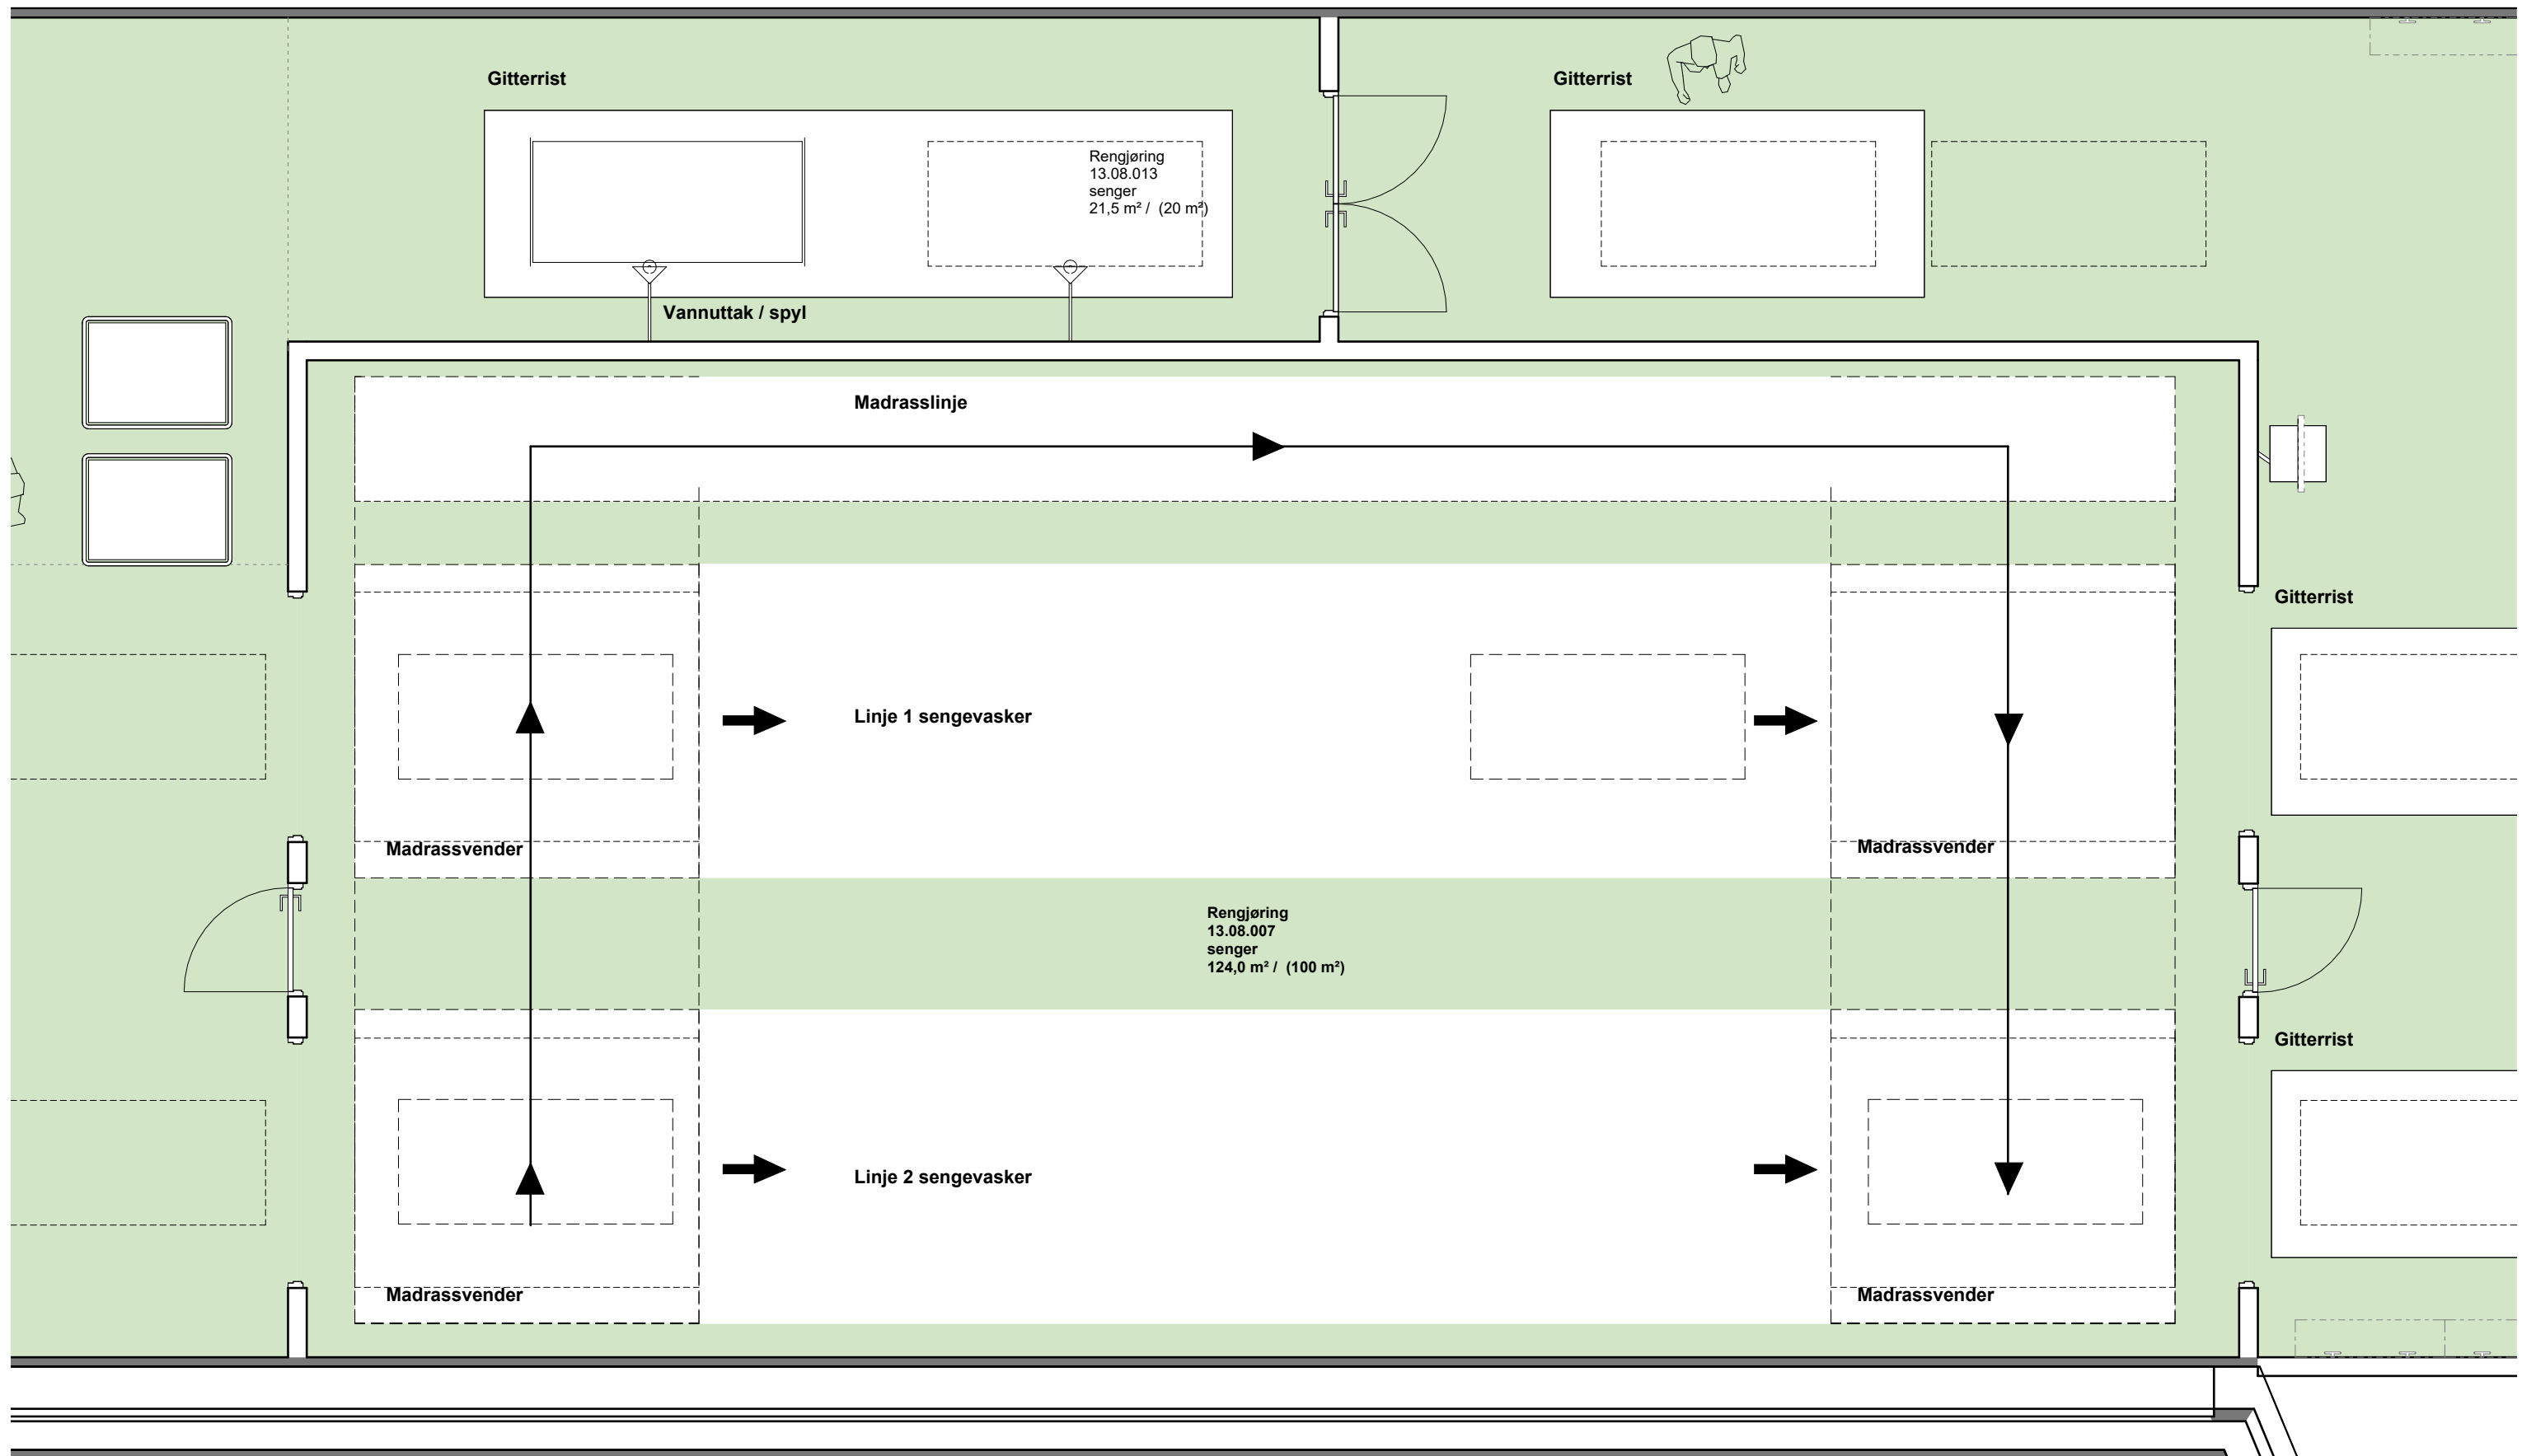 Gitterrist
Gitterrist
Rengjøring
13.08.013
senger
21,5 m² / (20 m²)
Vannuttak / spyl
Madrasslinje
Gitterrist
Linje 1 sengevasker
Madrassvender
Madrassvender
Rengjøring
13.08.007
senger
124,0 m² / (100 m²)
Gitterrist
Linje 2 sengevasker
Madrassvender
Madrassvender